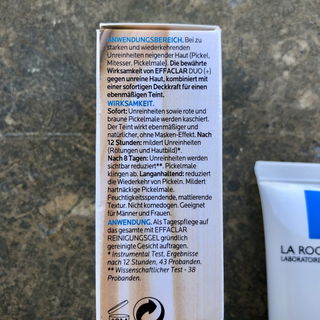 ANWENDUNGSBEREICH. Bei zu
starken und wiederkehrenden
Unreinheiten neigender Haut (Pickel,
Mitesser, Pickelmale). Die bewährte
Wirksamkeit von EFFACLAR DUO (+)
gegen unreine Haut, kombiniert mit
einer sofortigen Deckkraft für einen
ebenmäßigen Teint.
WIRKSAMKEIT.
Sofort: Unreinheiten sowie rote und
braune Pickelmale werden kaschiert.
Der Teint wirkt ebenmäßiger und
natürlicher, ohne Masken-Effekt. Nach
12 Stunden: mildert Unreinheiten
(Rötungen und Hautbild)*.
Nach 8 Tagen: Unreinheiten werden
sichtbar reduziert**. Pickelmale
klingen ab. Langanhaltend: reduziert
die Wiederkehr von Pickeln. Mildert
hartnäckige Pickelmale.
Feuchtigkeitsspendende, mattierende
Textur. Nicht komedogen. Geeignet
für Männer und Frauen.
ANWENDUNG. Als Tagespflege auf
das gesamte mit EFFACLAR
REINIGUNGSGEL gründlich
gereinigte Gesicht auftragen.
* Instrumental Test, Ergebnisse
nach 12 Stunden, 43 Probanden.
** Wissenschaftlicher Test - 38
Probanden.
LA ROC
LABORATOIRE